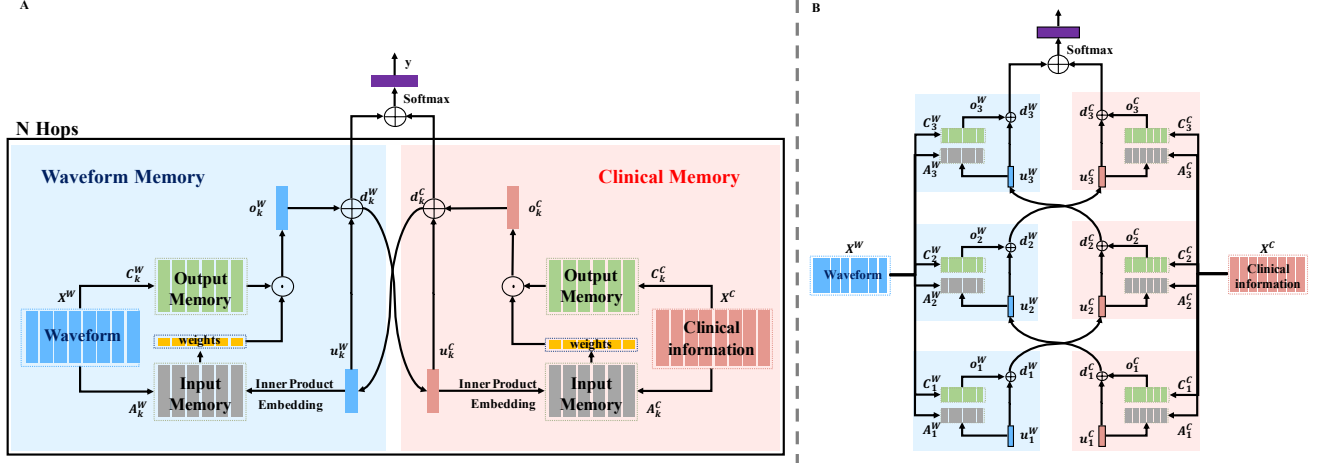 A
y
Softmax
N Hops
Waveform Memory
Clinical Memory
o_k^W
d_k^W
d_k^C
o_k^C
C_k^W
Output
Memory
Output
Memory
C_k^C
X^W
X^C
Waveform
weights
u_k^W
u_k^C
weights
Clinical
information
Input
Memory
Inner Product
Embedding
Inner Product
Embedding
Input
Memory
A_k^W
A_k^C
B
Softmax
o_3^W
d_3^W
d_3^C
o_3^C
C_3^W
C_3^C
A_3^W
u_3^W
u_3^C
A_3^C
o_2^W
d_2^W
d_2^C
o_2^C
X^W
C_2^W
C_2^C
X^C
Waveform
Clinical
information
A_2^W
u_2^W
u_2^C
A_2^C
o_1^W
d_1^W
d_1^C
o_1^C
C_1^W
C_1^C
A_1^W
u_1^W
u_1^C
A_1^C